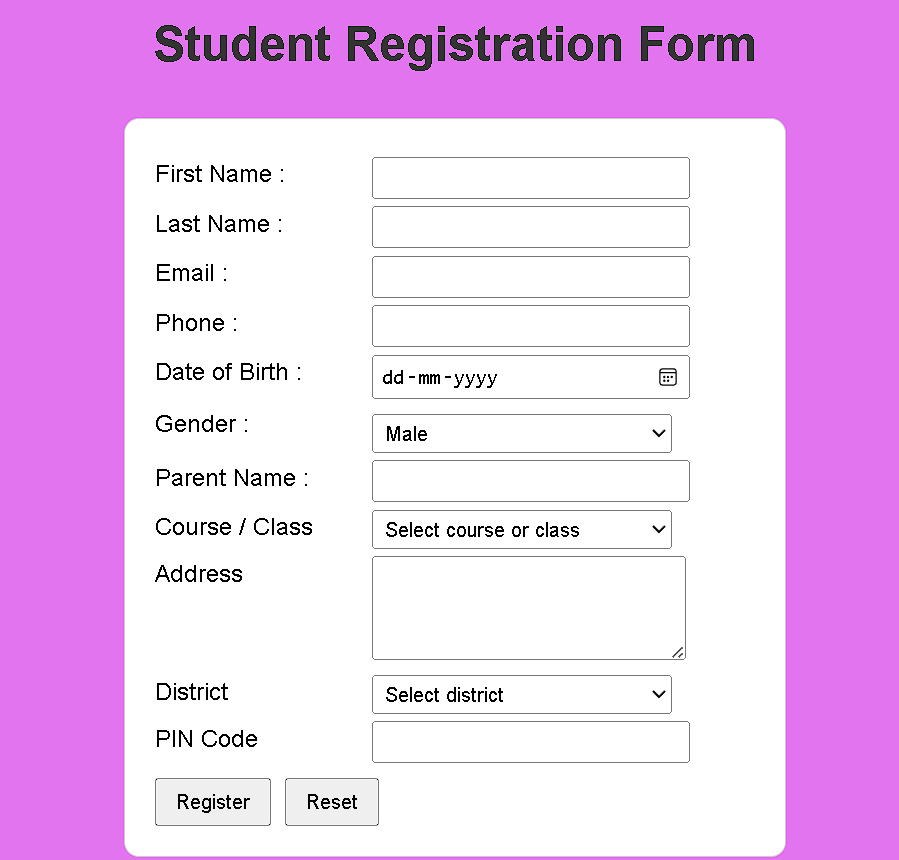 Student Registration Form
First Name :
Last Name :
Email :
Phone :
Date of Birth : dd-mm-yyyy
Gender : Male
Parent Name :
Course / Class Select course or class
Address
District Select district
PIN Code
Register Reset